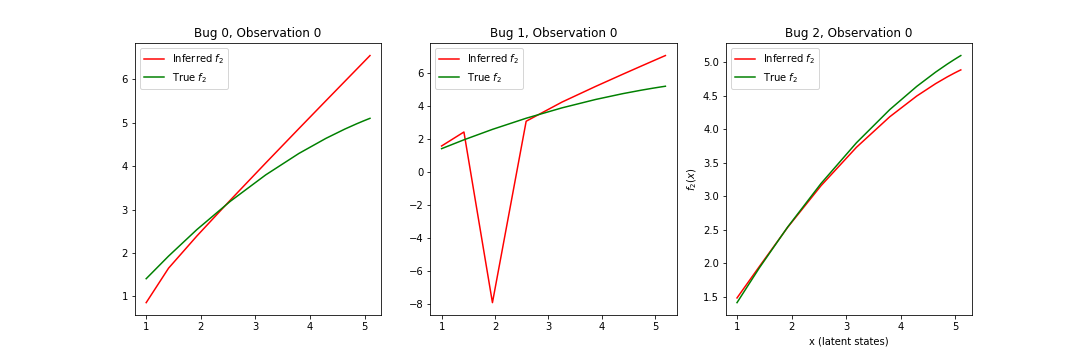 Bug 0, Observation 0
Inferred f₂
True f₂
6
5
4
3
2
1
1 2 3 4 5
Bug 1, Observation 0
Inferred f₂
True f₂
6
4
2
0
−2
−4
−6
−8
1 2 3 4 5
Bug 2, Observation 0
Inferred f₂
True f₂
f₂(x)
5.0
4.5
4.0
3.5
3.0
2.5
2.0
1.5
1 2 3 4 5
x (latent states)